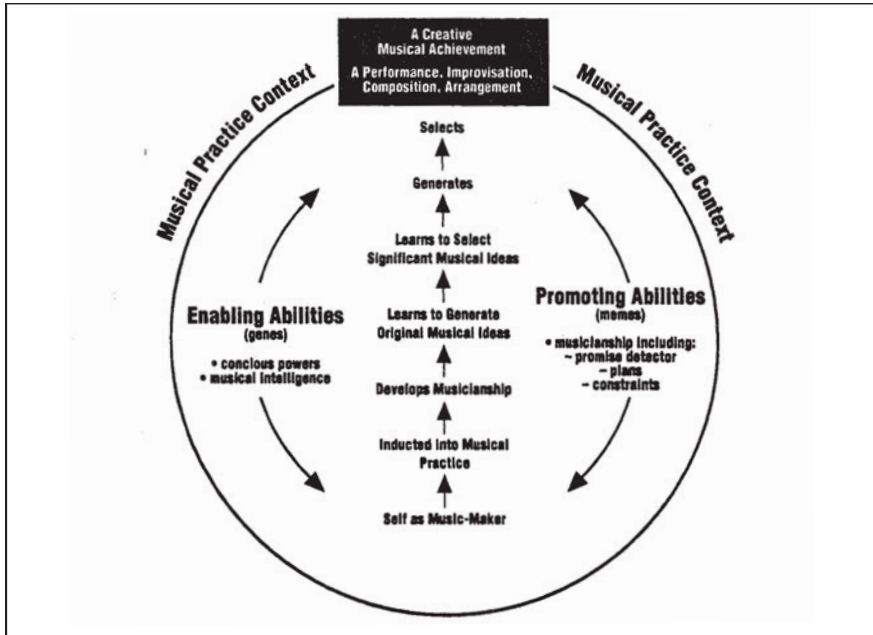 A Creative
Musical Achievement
A Performance, Improvisation,
Composition, Arrangement
Musical Practice Context
Musical Practice Context
Selects
Generates
Learns to Select
Significant Musical Ideas
Enabling Abilities
(genes)
• concious powers
• musical intelligence
Learns to Generate
Original Musical Ideas
Promoting Abilities
(memes)
• musicianship including:
– promise detector
– plans
– constraints
Develops Musicianship
Inducted into Musical
Practice
Self as Music-Maker